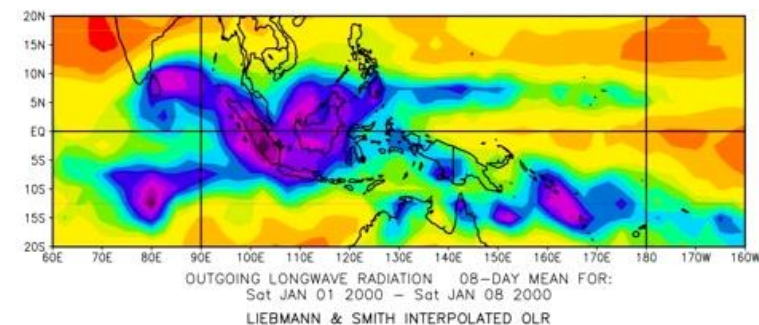 20N
10N
5N
EQ
5S
10S
15S
20S
60E 70E 80E 90E 100E 110E 120E 130E 140E 150E 160E 170E 180 170W 160W
OUTGOING LONGWAVE RADIATION 08-DAY MEAN FOR:
Sat JAN 01 2000 - Sat JAN 08 2000
LIEBMANN & SMITH INTERPOLATED OLR